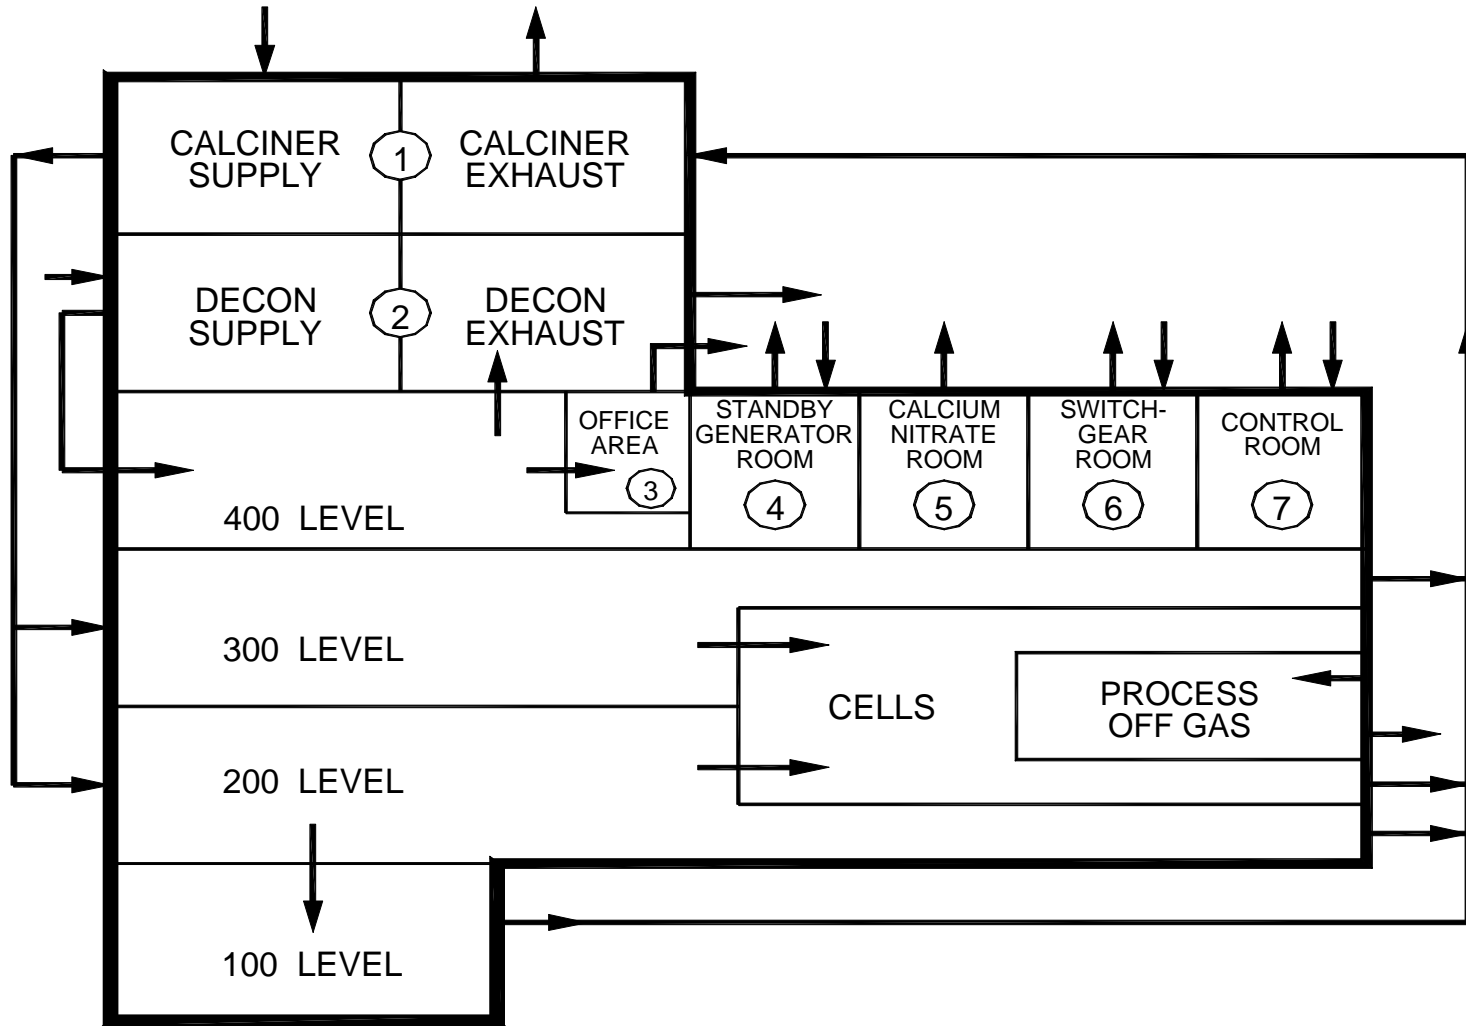 CALCINER
SUPPLY
1
CALCINER
EXHAUST
DECON
SUPPLY
2
DECON
EXHAUST
OFFICE
AREA
3
STANDBY
GENERATOR
ROOM
4
CALCIUM
NITRATE
ROOM
5
SWITCH-
GEAR
ROOM
6
CONTROL
ROOM
7
400 LEVEL
300 LEVEL
CELLS
PROCESS
OFF GAS
200 LEVEL
100 LEVEL